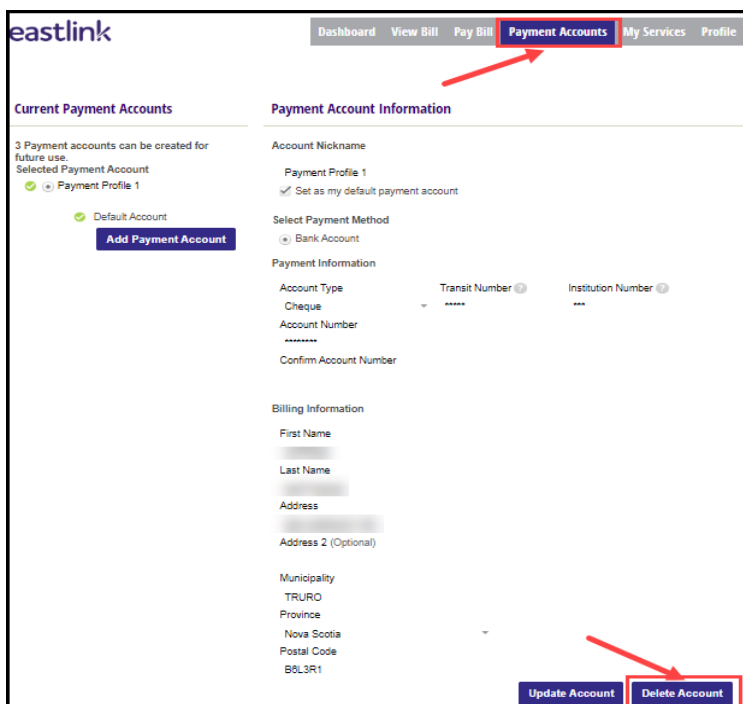 eastlink
Dashboard View Bill Pay Bill Payment Accounts My Services Profile
Current Payment Accounts
3 Payment accounts can be created for
future use.
Selected Payment Account
Payment Profile 1
Default Account
Add Payment Account
Payment Account Information
Account Nickname
Payment Profile 1
Set as my default payment account
Select Payment Method
Bank Account
Payment Information
Account Type Transit Number ? Institution Number ?
Cheque ***** ***
Account Number
********
Confirm Account Number
Billing Information
First Name
Last Name
Address
Address 2 (Optional)
Municipality
TRURO
Province
Nova Scotia
Postal Code
B6L3R1
Update Account Delete Account